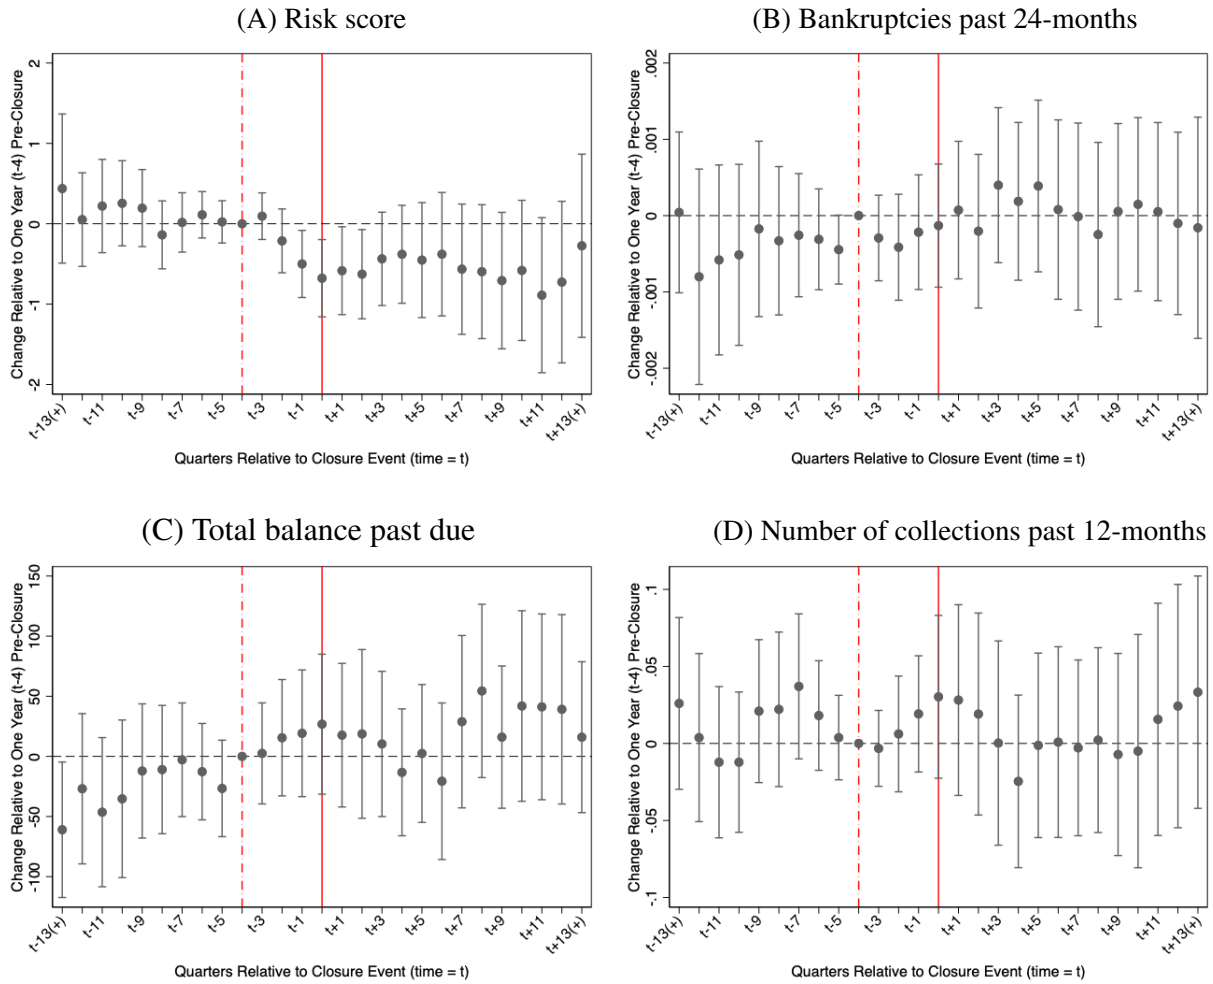 (A) Risk score
Change Relative to One Year (t-4) Pre-Closure
2
1
0
-1
-2
t-13(+) t-11 t-9 t-7 t-5 t-3 t-1 t+1 t+3 t+5 t+7 t+9 t+11 t+13(+)
Quarters Relative to Closure Event (time = t)
(B) Bankruptcies past 24-months
Change Relative to One Year (t-4) Pre-Closure
.002
.001
0
-.001
-.002
t-13(+) t-11 t-9 t-7 t-5 t-3 t-1 t+1 t+3 t+5 t+7 t+9 t+11 t+13(+)
Quarters Relative to Closure Event (time = t)
(C) Total balance past due
Change Relative to One Year (t-4) Pre-Closure
150
100
50
0
-50
-100
t-13(+) t-11 t-9 t-7 t-5 t-3 t-1 t+1 t+3 t+5 t+7 t+9 t+11 t+13(+)
Quarters Relative to Closure Event (time = t)
(D) Number of collections past 12-months
Change Relative to One Year (t-4) Pre-Closure
.1
.05
0
-.05
-.1
t-13(+) t-11 t-9 t-7 t-5 t-3 t-1 t+1 t+3 t+5 t+7 t+9 t+11 t+13(+)
Quarters Relative to Closure Event (time = t)